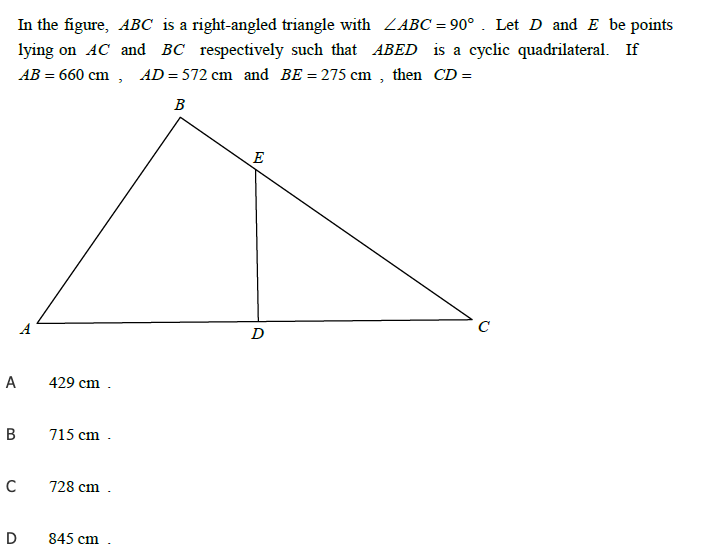 In the figure, ABC is a right-angled triangle with ∠ABC = 90° . Let D and E be points
lying on AC and BC respectively such that ABED is a cyclic quadrilateral. If
AB = 660 cm , AD = 572 cm and BE = 275 cm , then CD =
B
E
A
D
C
A 429 cm .
B 715 cm .
C 728 cm .
D 845 cm .